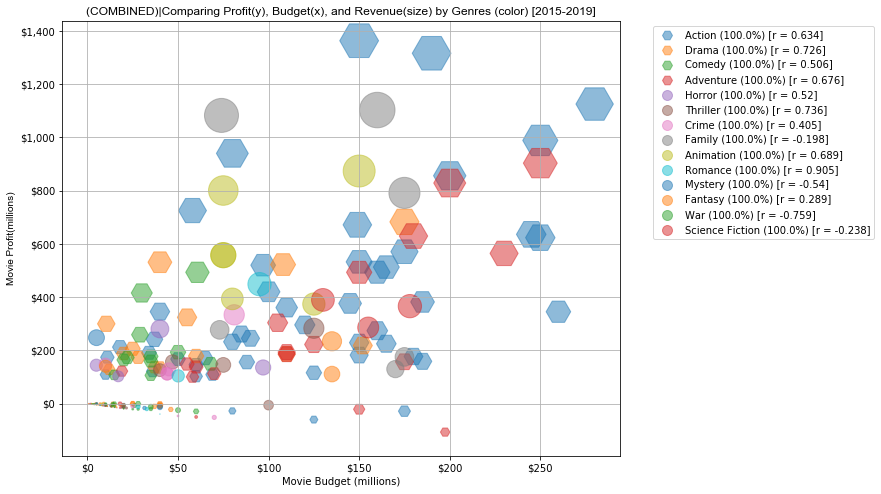 (COMBINED)|Comparing Profit(y), Budget(x), and Revenue(size) by Genres (color) [2015-2019]
$1,400
$1,200
$1,000
$800
$600
$400
$200
$0
Movie Profit(millions)
$0
$50
$100
$150
$200
$250
Movie Budget (millions)
Action (100.0%) [r = 0.634]
Drama (100.0%) [r = 0.726]
Comedy (100.0%) [r = 0.506]
Adventure (100.0%) [r = 0.676]
Horror (100.0%) [r = 0.52]
Thriller (100.0%) [r = 0.736]
Crime (100.0%) [r = 0.405]
Family (100.0%) [r = -0.198]
Animation (100.0%) [r = 0.689]
Romance (100.0%) [r = 0.905]
Mystery (100.0%) [r = -0.54]
Fantasy (100.0%) [r = 0.289]
War (100.0%) [r = -0.759]
Science Fiction (100.0%) [r = -0.238]